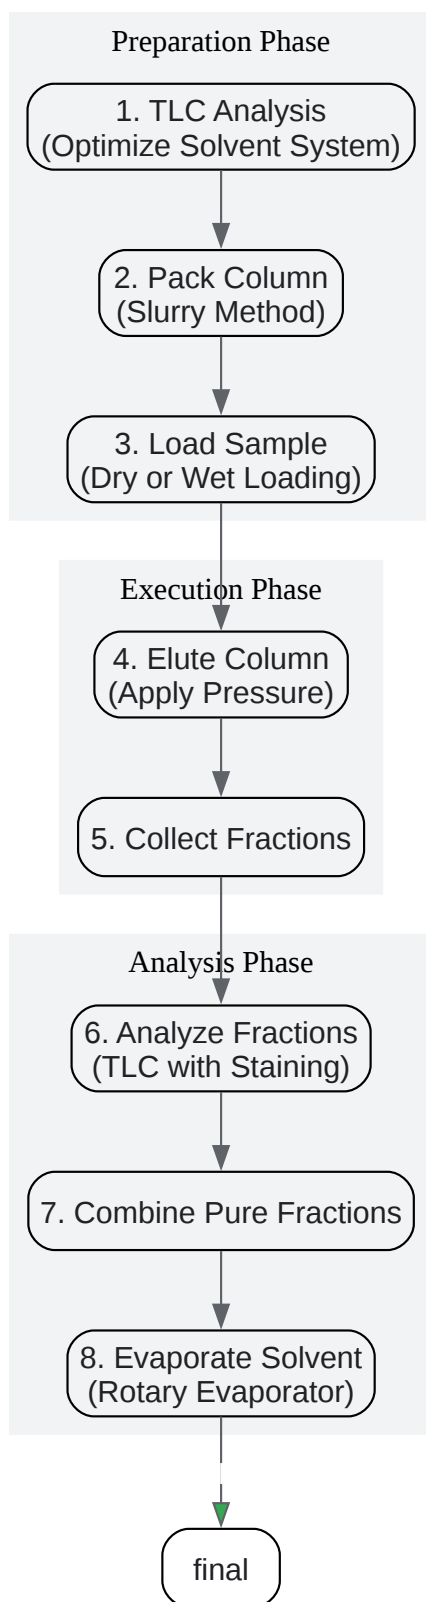 Preparation Phase
1. TLC Analysis
(Optimize Solvent System)
2. Pack Column
(Slurry Method)
3. Load Sample
(Dry or Wet Loading)
Execution Phase
4. Elute Column
(Apply Pressure)
5. Collect Fractions
Analysis Phase
6. Analyze Fractions
(TLC with Staining)
7. Combine Pure Fractions
8. Evaporate Solvent
(Rotary Evaporator)
final